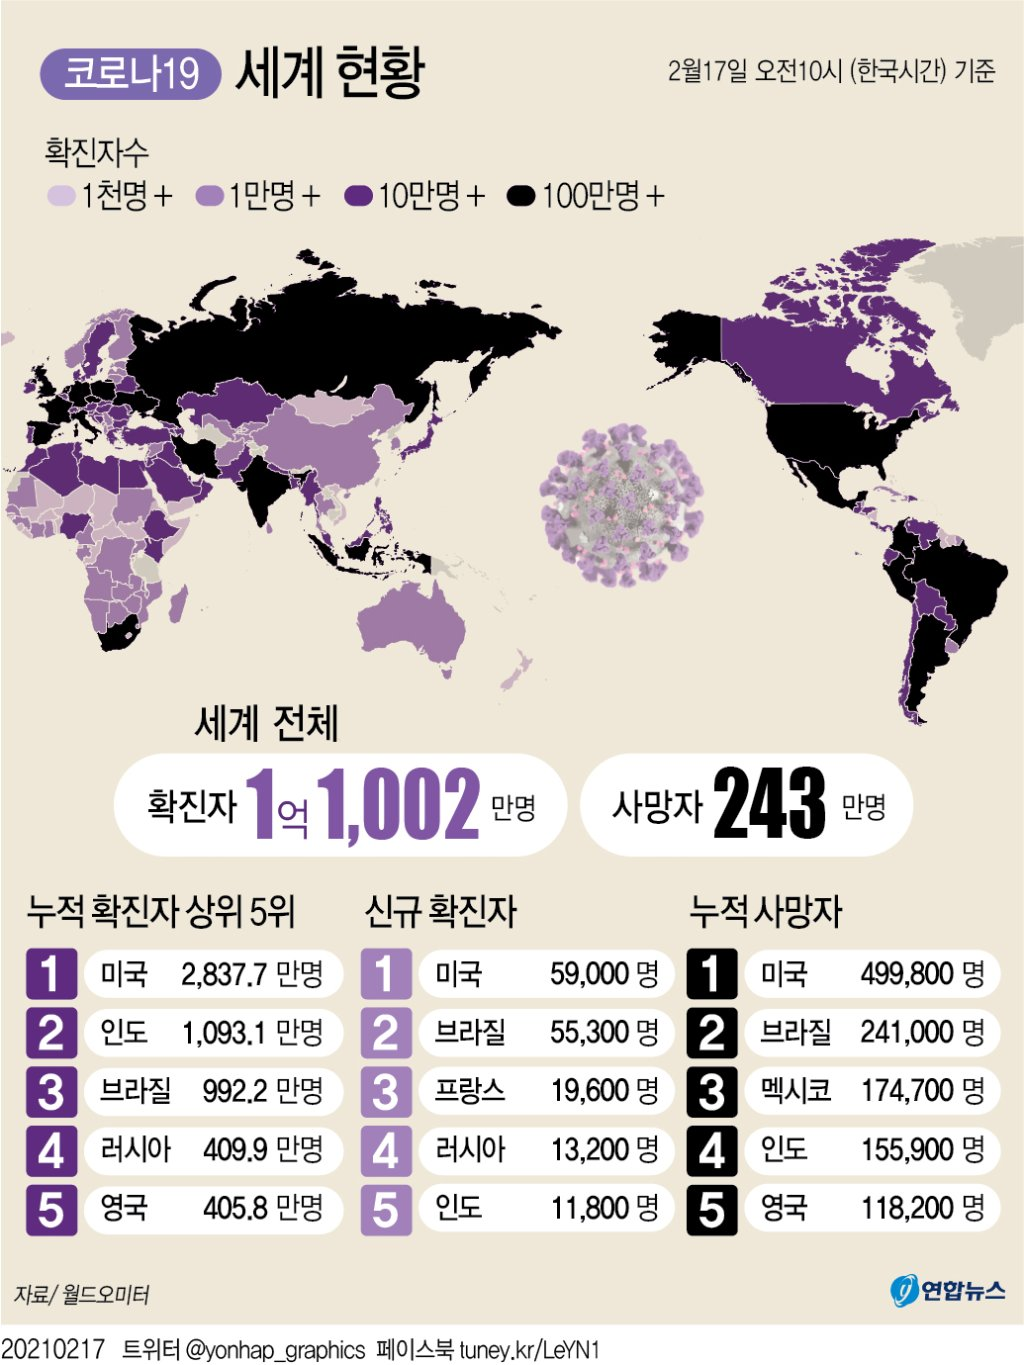 코로나19 세계 현황
2월17일 오전10시 (한국시간) 기준
확진자수
1천명 + 1만명 + 10만명 + 100만명 +
세계 전체
확진자 1억 1,002 만명
사망자 243 만명
누적 확진자 상위 5위
1 미국 2,837.7 만명
2 인도 1,093.1 만명
3 브라질 992.2 만명
4 러시아 409.9 만명
5 영국 405.8 만명
신규 확진자
1 미국 59,000 명
2 브라질 55,300 명
3 프랑스 19,600 명
4 러시아 13,200 명
5 인도 11,800 명
누적 사망자
1 미국 499,800 명
2 브라질 241,000 명
3 멕시코 174,700 명
4 인도 155,900 명
5 영국 118,200 명
자료/ 월드오미터
y 연합뉴스
20210217 트위터 @yonhap_graphics 페이스북 tuney.kr/LeYN1